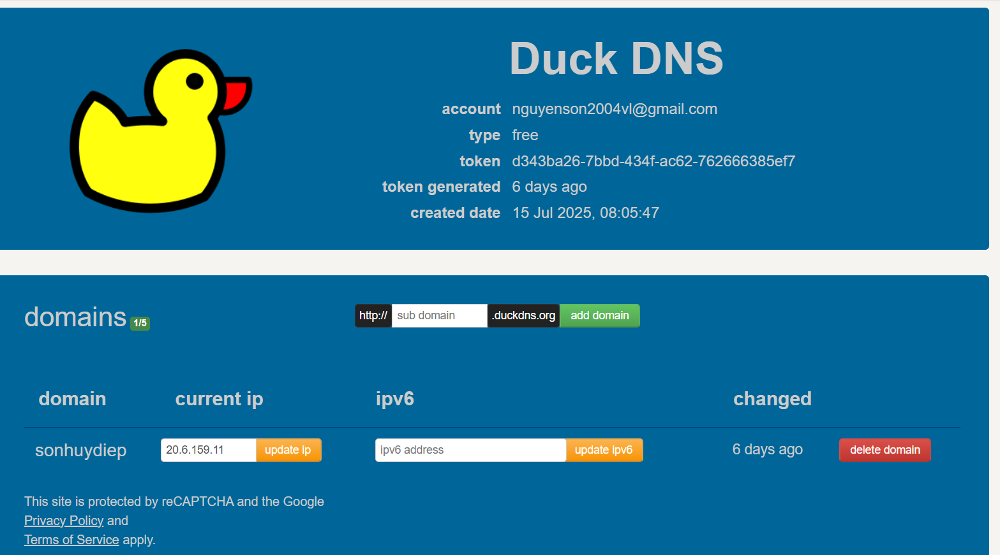 Duck DNS
account nguyenson2004vl@gmail.com
type free
token d343ba26-7bbd-434f-ac62-762666385ef7
token generated 6 days ago
created date 15 Jul 2025, 08:05:47
domains 1/5 http:// sub domain .duckdns.org add domain
domain current ip ipv6 changed
sonhuydiep 20.6.159.11 update ip ipv6 address update ipv6 6 days ago delete domain
This site is protected by reCAPTCHA and the Google
Privacy Policy and
Terms of Service apply.